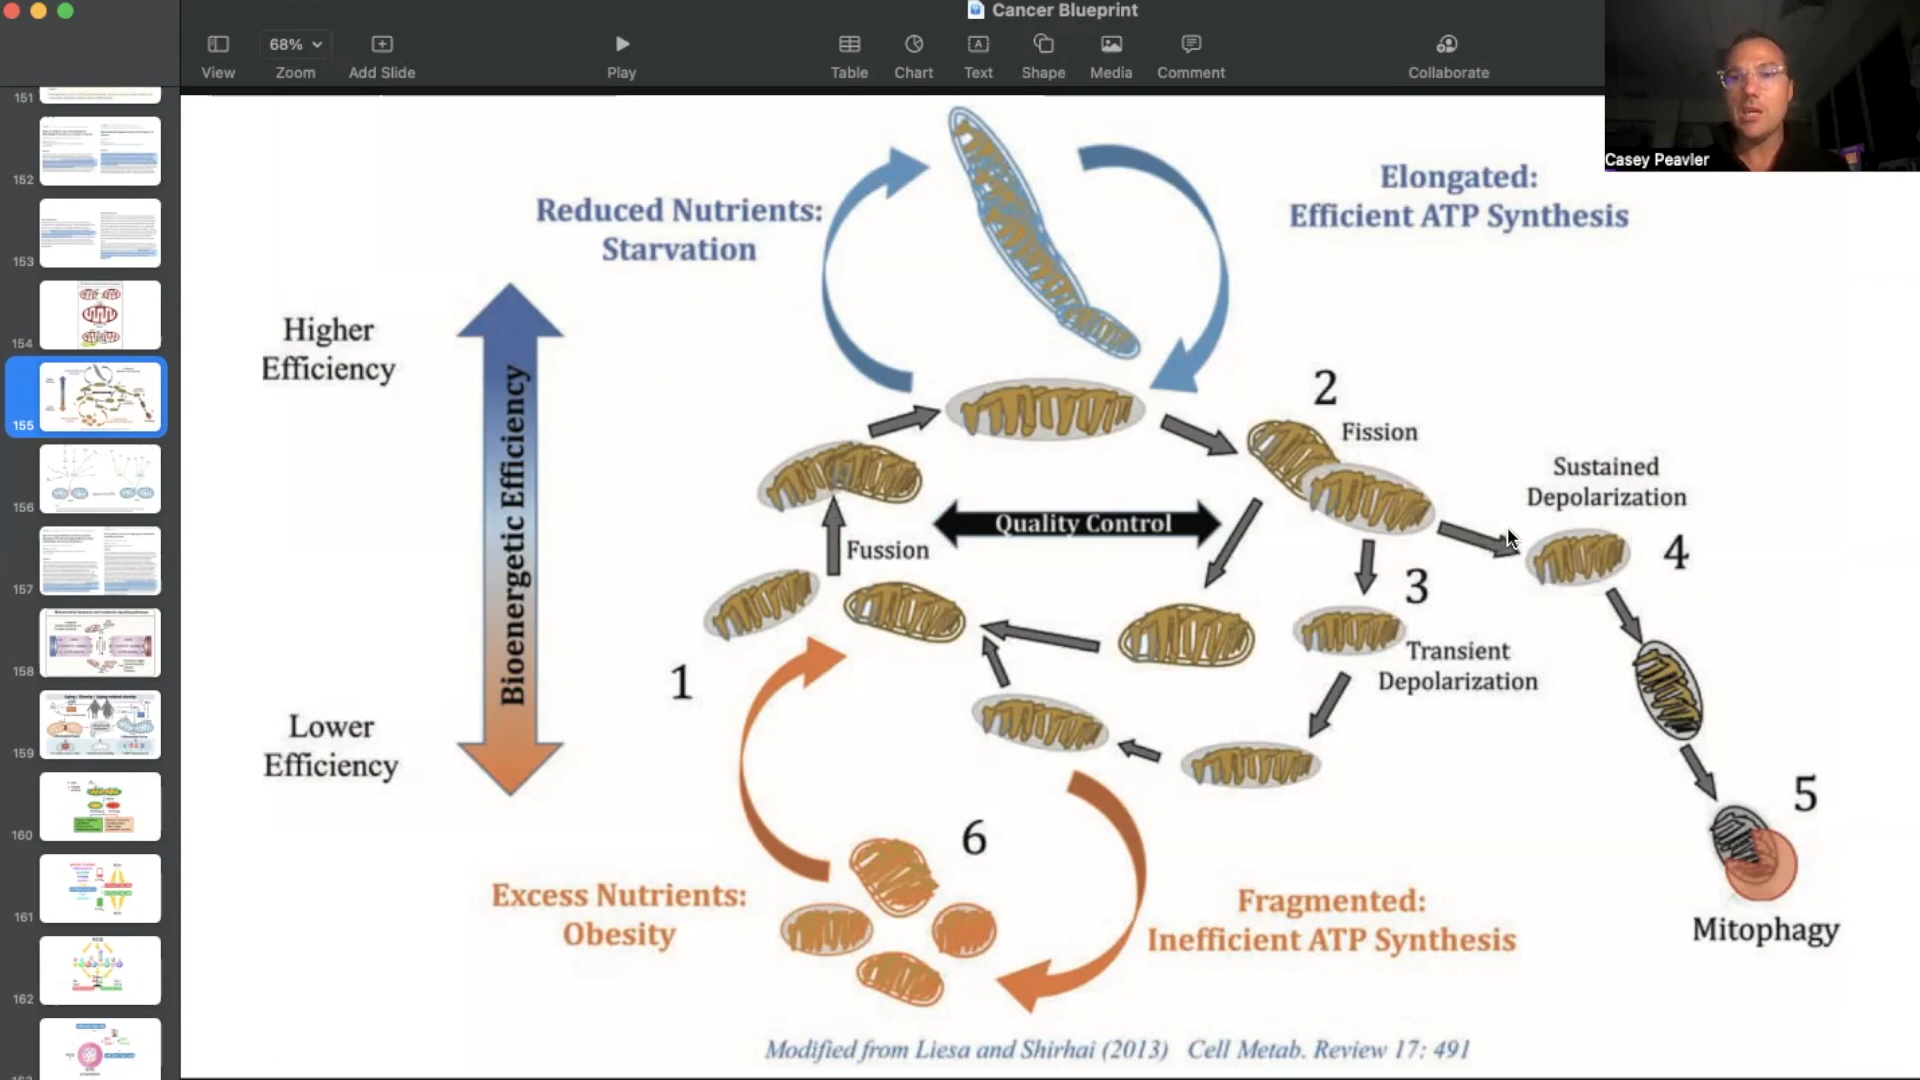 Cancer Blueprint
View
68%
Zoom
Add Slide
Play
Table
Chart
Text
Shape
Media
Comment
Collaborate
Casey Peavler
151
152
153
154
155
156
157
158
159
160
161
162
Reduced Nutrients:
Starvation
Elongated:
Efficient ATP Synthesis
Higher
Efficiency
Bioenergetic Efficiency
Lower
Efficiency
2
Fission
Sustained
Depolarization
Quality Control
Fussion
4
3
Transient
Depolarization
1
5
Mitophagy
6
Excess Nutrients:
Obesity
Fragmented:
Inefficient ATP Synthesis
Modified from Liesa and Shirhai (2013) Cell Metab. Review 17: 491